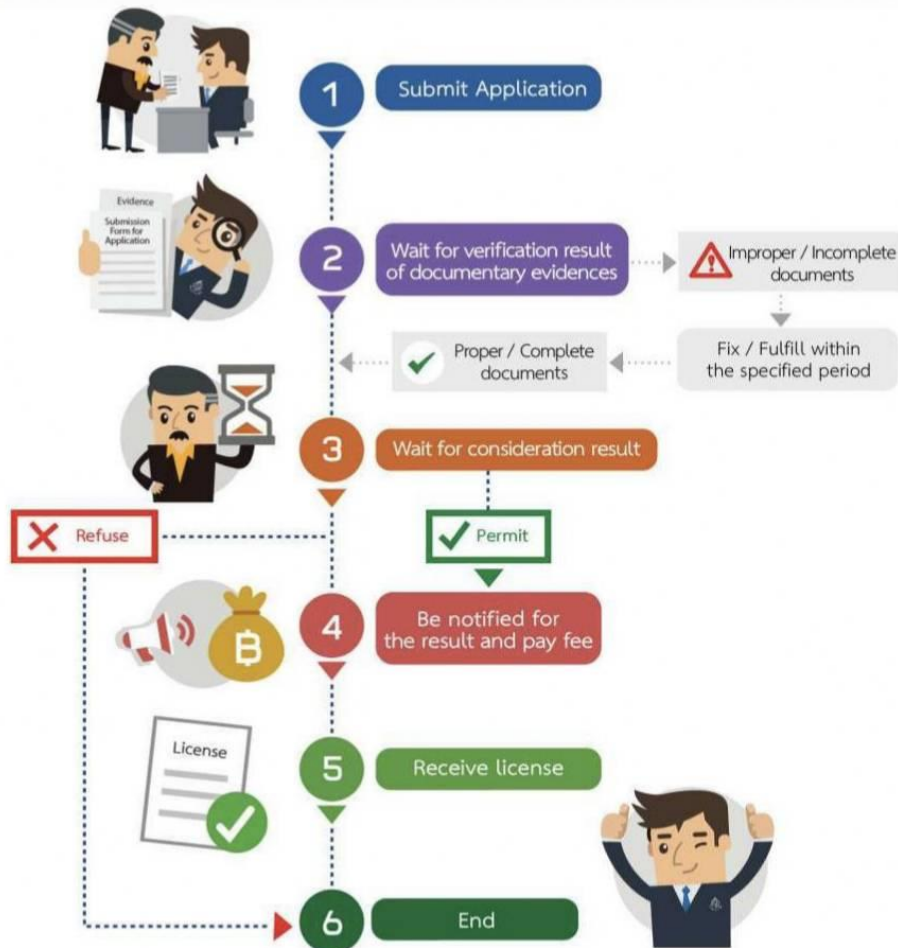 1
Submit Application
Evidence
Submission
Form for
Application
2
Wait for verification result
of documentary evidences
Improper / Incomplete
documents
Proper / Complete
documents
Fix / Fulfill within
the specified period
3
Wait for consideration result
Refuse
Permit
4
Be notified for
the result and pay fee
B
License
5
Receive license
6
End